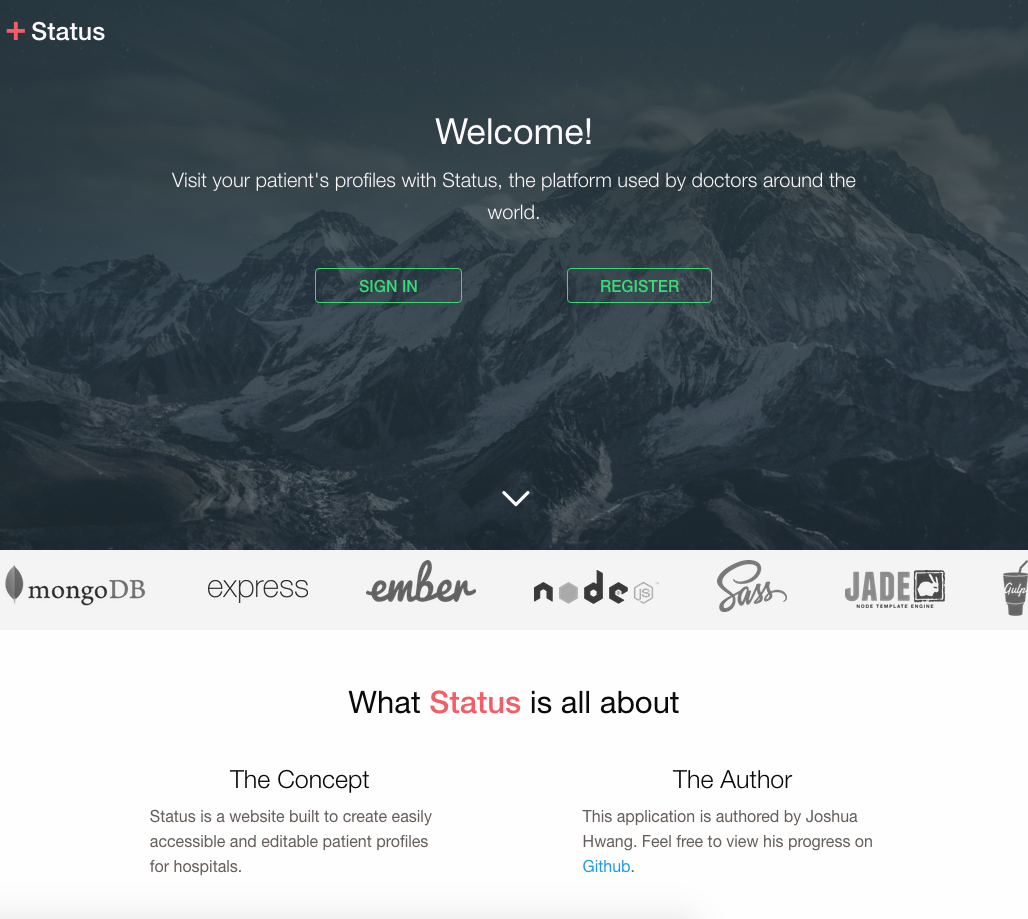 + Status
Welcome!
Visit your patient's profiles with Status, the platform used by doctors around the
world.
SIGN IN REGISTER
mongoDB express ember node JS Sass JADE Gulp
NODE TEMPLATE ENGINE
What Status is all about
The Concept The Author
Status is a website built to create easily
accessible and editable patient profiles
for hospitals.
This application is authored by Joshua
Hwang. Feel free to view his progress on
Github.